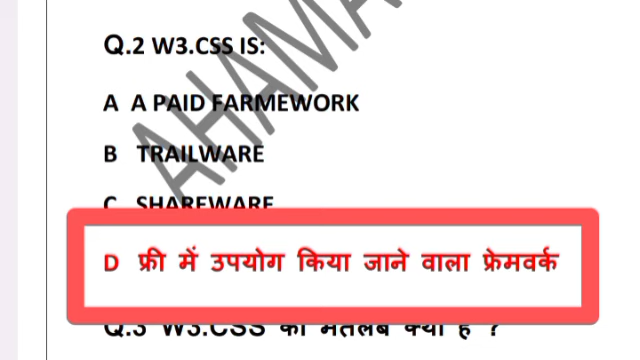 Q.2 W3.CSS IS:
A A PAID FARMEWORK
B TRAILWARE
C SHAREWARE
D फ्री में उपयोग किया जाने वाला फ्रेमवर्क
Q.3 W3.CSS का मतलब क्या है ?